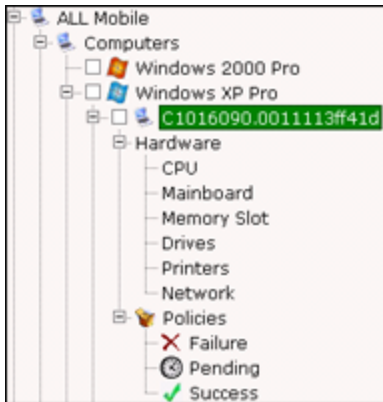 ALL Mobile
Computers
Windows 2000 Pro
Windows XP Pro
C1016090.0011113ff41d
Hardware
CPU
Mainboard
Memory Slot
Drives
Printers
Network
Policies
Failure
Pending
Success